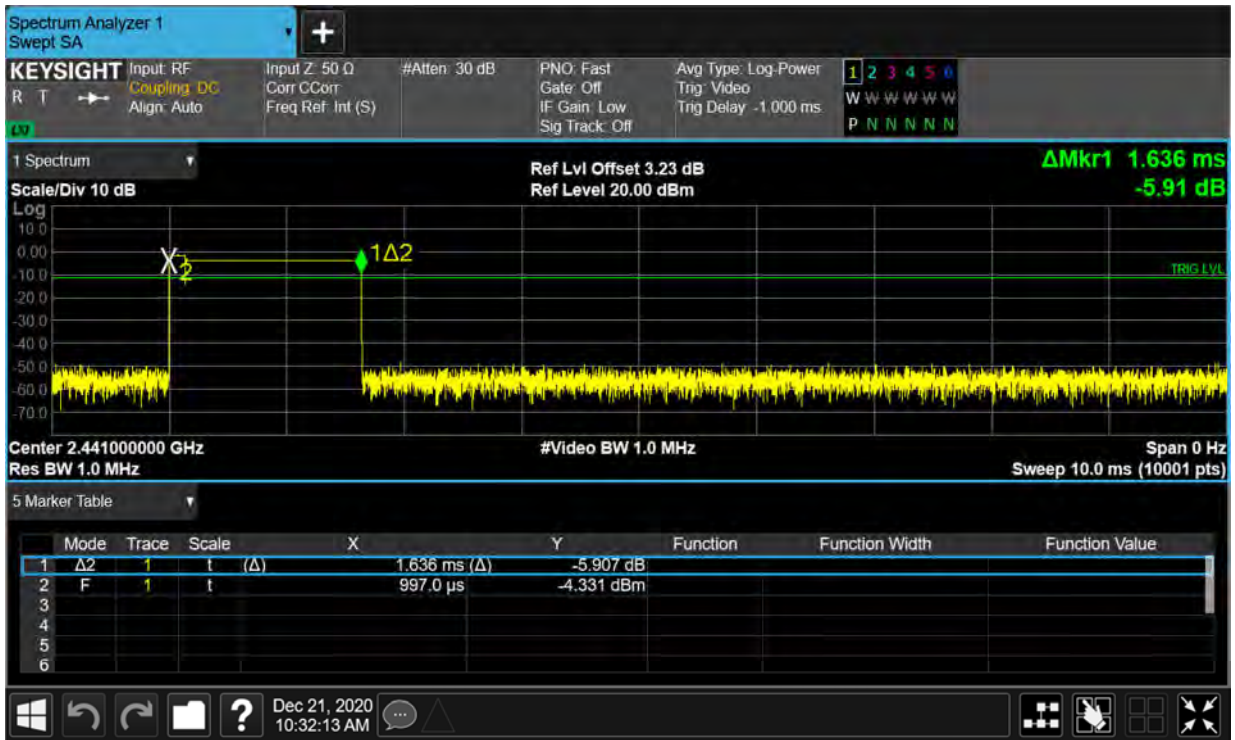 Spectrum Analyzer 1
Swept SA
+
KEYSIGHT Input: RF Input Z: 50 Ω #Atten: 30 dB PNO: Fast Avg Type: Log-Power 1 2 3 4 5 6
R T Coupling: DC Corr CCorr Gate: Off Trig: Video W W W W W W
Align: Auto Freq Ref: Int (S) IF Gain: Low Trig Delay -1.000 ms P N N N N N
Sig Track: Off
1 Spectrum
Ref Lvl Offset 3.23 dB ΔMkr1 1.636 ms
Scale/Div 10 dB Ref Level 20.00 dBm -5.91 dB
Log
10.0
0.00
1Δ2
2
-10.0
TRIG LVL
-20.0
-30.0
-40.0
-50.0
-60.0
-70.0
Center 2.441000000 GHz #Video BW 1.0 MHz Span 0 Hz
Res BW 1.0 MHz Sweep 10.0 ms (10001 pts)
5 Marker Table
Mode Trace Scale X Y Function Function Width Function Value
1 Δ2 1 t (Δ) 1.636 ms (Δ) -5.907 dB
2 F 1 t 997.0 µs -4.331 dBm
3
4
5
6
? Dec 21, 2020
10:32:13 AM